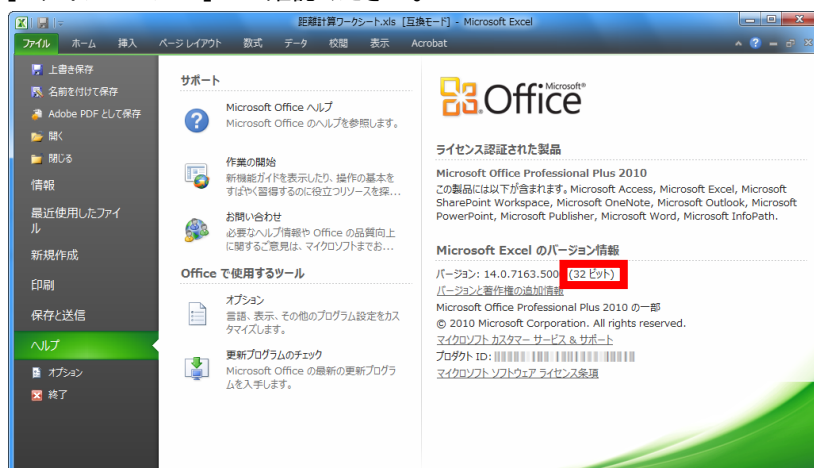 距離計算ワークシート.xls [互換モード] - Microsoft Excel
ファイル ホーム 挿入 ページ レイアウト 数式 データ 校閲 表示 Acrobat
上書き保存
名前を付けて保存
Adobe PDF として保存
開く
閉じる
情報
最近使用したファイ
ル
新規作成
印刷
保存と送信
ヘルプ
オプション
終了
サポート
Microsoft Office ヘルプ
Microsoft Office のヘルプを参照します。
作業の開始
新機能ガイドを表示したり、操作の基本を
すばやく習得するのに役立つリソースを探...
お問い合わせ
必要なヘルプ情報や Office の品質向上
に関するご意見は、マイクロソフトまでお...
Office で使用するツール
オプション
言語、表示、その他のプログラム設定をカス
タマイズします。
更新プログラムのチェック
Microsoft Office の最新の更新プログラ
ムを入手します。
Microsoft®
Office
ライセンス認証された製品
Microsoft Office Professional Plus 2010
この製品には以下が含まれます。Microsoft Access, Microsoft Excel, Microsoft
SharePoint Workspace, Microsoft OneNote, Microsoft Outlook, Microsoft
PowerPoint, Microsoft Publisher, Microsoft Word, Microsoft InfoPath.
Microsoft Excel のバージョン情報
バージョン: 14.0.7163.500 (32 ビット)
バージョンと著作権の追加情報
Microsoft Office Professional Plus 2010 の一部
© 2010 Microsoft Corporation. All rights reserved.
マイクロソフト カスタマー サービス & サポート
プロダクト ID:
マイクロソフト ソフトウェア ライセンス条項